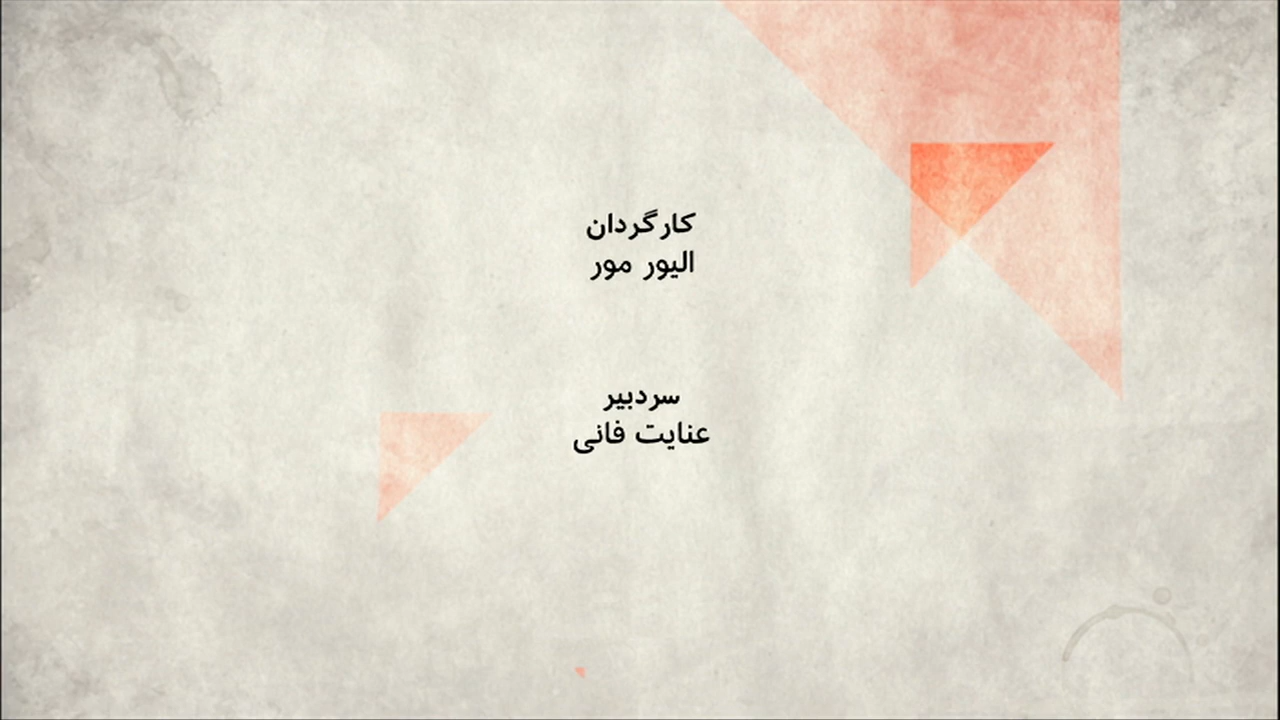 کارگردان
الیور مور
سردبیر
عنایت فانی